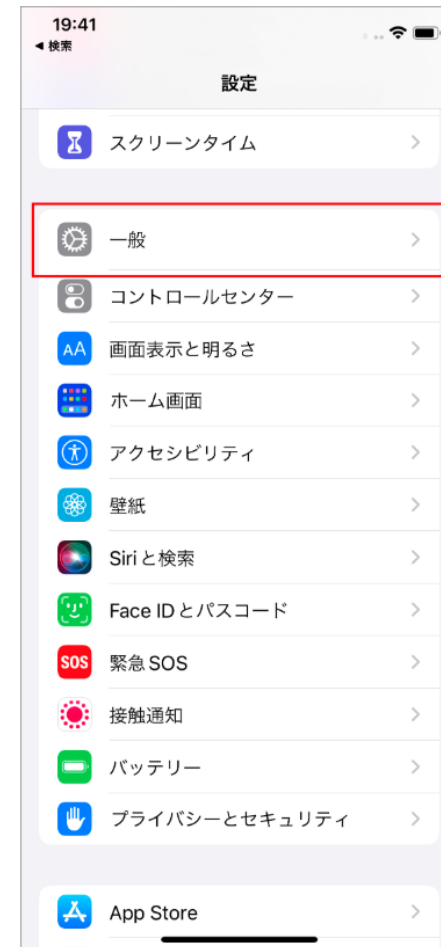 19:41
◀ 検索
設定
スクリーンタイム
一般
コントロールセンター
AA 画面表示と明るさ
ホーム画面
アクセシビリティ
壁紙
Siriと検索
Face IDとパスコード
SOS 緊急SOS
接触通知
バッテリー
プライバシーとセキュリティ
App Store